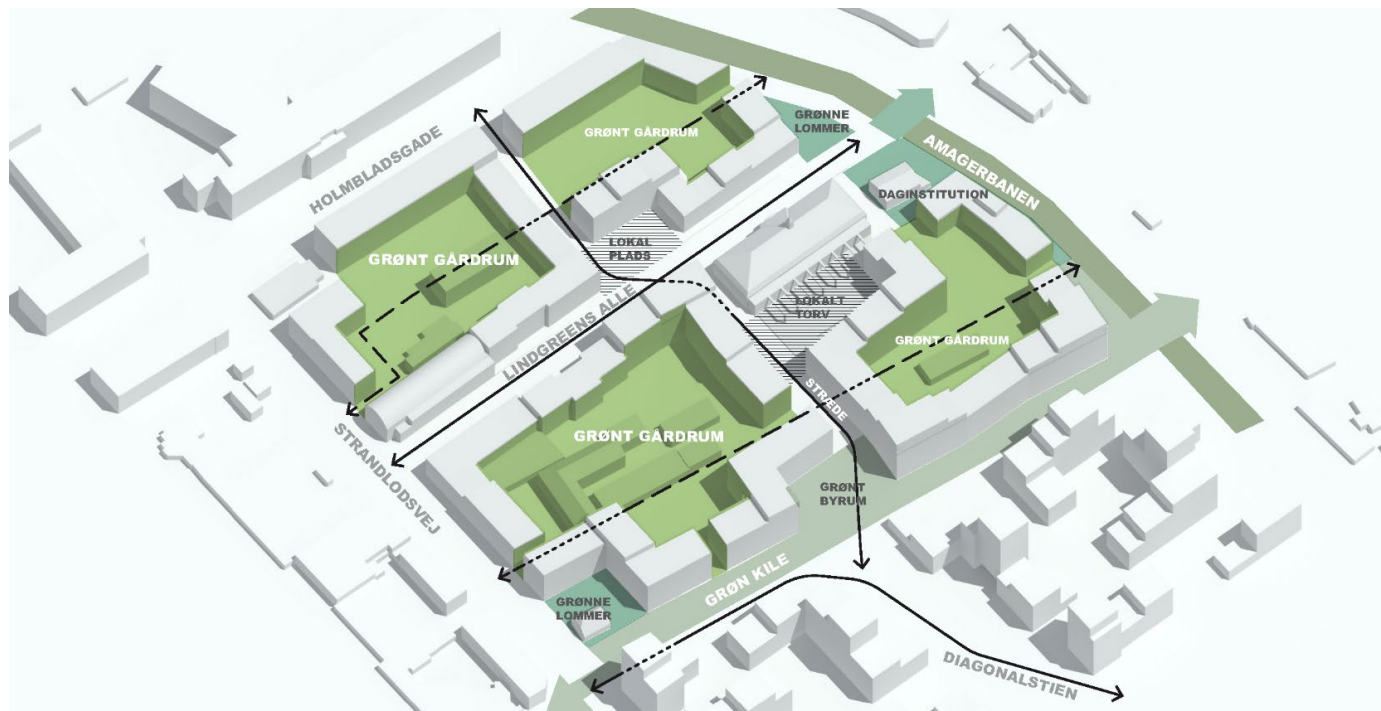 GRØNNE
LOMMER
GRØNT GÅRDRUM
HOLMBLADSGADE
AMAGERBANEN
DAGINSTITUTION
LOKAL
PLADS
GRØNT GÅRDRUM
LOKALT
TORV
LINDGREENS ALLE
GRØNT GÅRDRUM
STRÆDE
STRANDLODSVEJ
GRØNT GÅRDRUM
GRØNT
BYRUM
GRØN KILE
GRØNNE
LOMMER
DIAGONALSTIEN